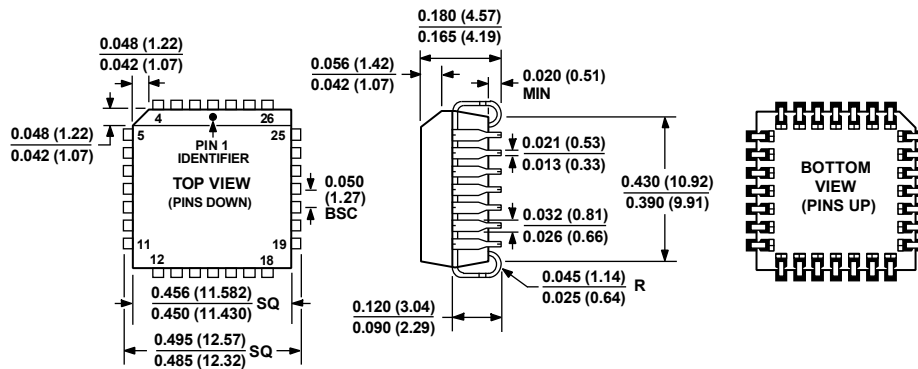 0.180 (4.57)
0.165 (4.19)
0.048 (1.22)
0.042 (1.07)
0.056 (1.42)
0.042 (1.07)
0.020 (0.51)
MIN
0.048 (1.22)
0.042 (1.07)
4
26
5
25
PIN 1
IDENTIFIER
TOP VIEW
(PINS DOWN)
11
19
12
18
0.050
(1.27)
BSC
0.021 (0.53)
0.013 (0.33)
0.032 (0.81)
0.026 (0.66)
0.430 (10.92)
0.390 (9.91)
BOTTOM
VIEW
(PINS UP)
0.456 (11.582)
0.450 (11.430) SQ
0.495 (12.57)
0.485 (12.32) SQ
0.120 (3.04)
0.090 (2.29)
0.045 (1.14)
0.025 (0.64) R